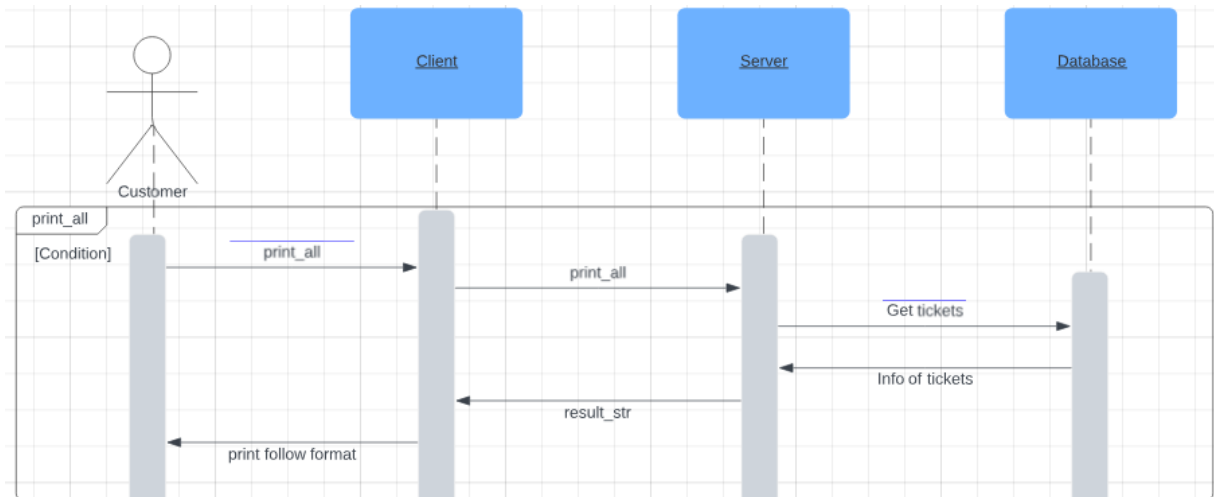 Client
Server
Database
Customer
print_all
[Condition]
print_all
print_all
Get tickets
Info of tickets
result_str
print follow format